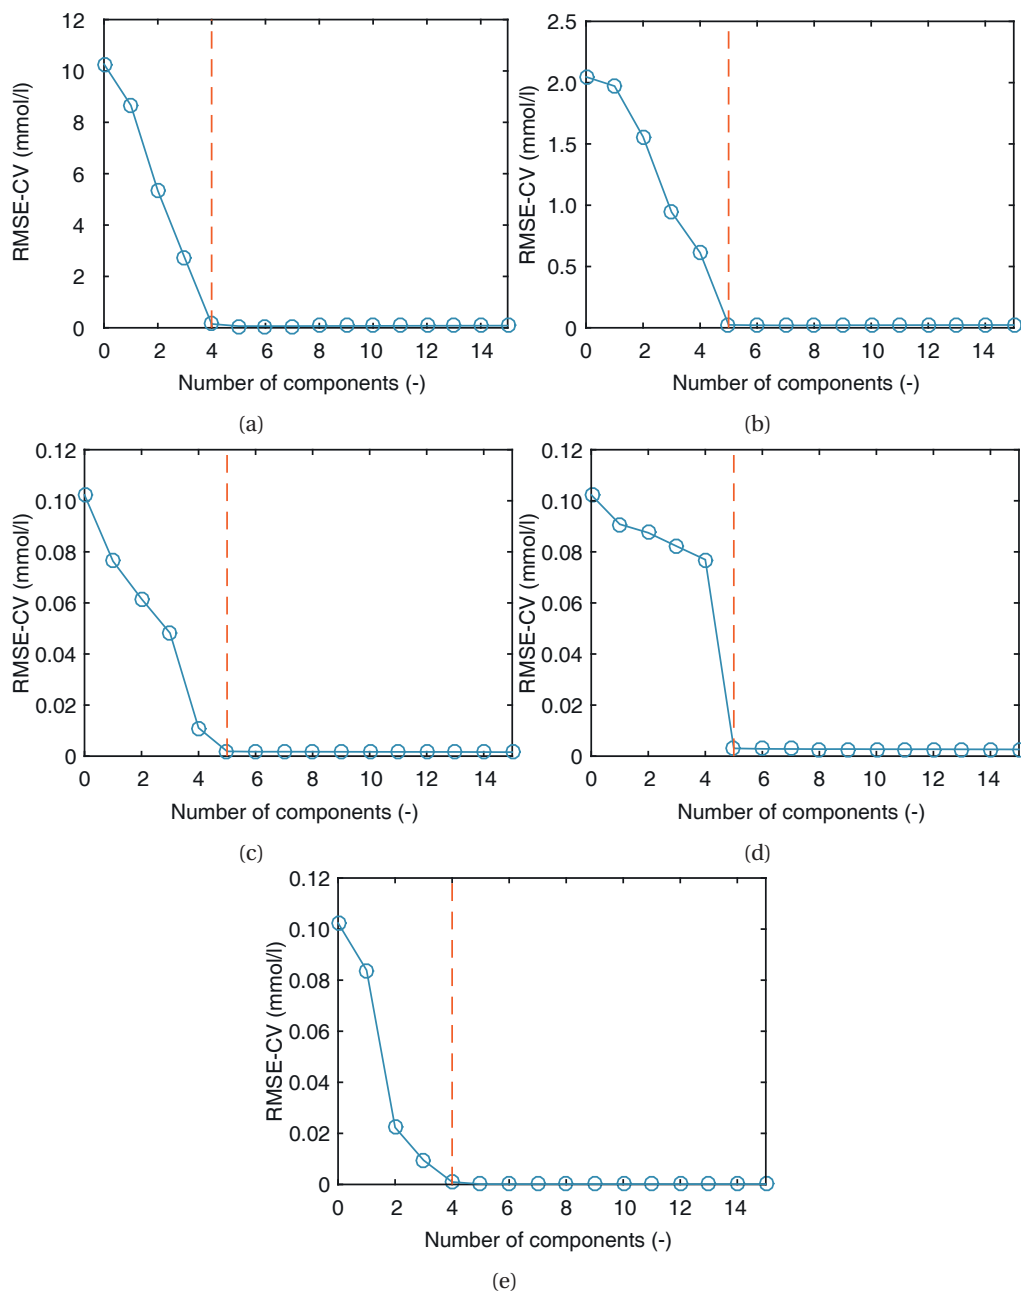 12
10
8
6
4
2
0
RMSE-CV (mmol/l)
0 2 4 6 8 10 12 14
Number of components (-)
(a)
2.5
2.0
1.5
1.0
0.5
0
RMSE-CV (mmol/l)
0 2 4 6 8 10 12 14
Number of components (-)
(b)
0.12
0.10
0.08
0.06
0.04
0.02
0
RMSE-CV (mmol/l)
0 2 4 6 8 10 12 14
Number of components (-)
(c)
0.12
0.10
0.08
0.06
0.04
0.02
0
RMSE-CV (mmol/l)
0 2 4 6 8 10 12 14
Number of components (-)
(d)
0.12
0.10
0.08
0.06
0.04
0.02
0
RMSE-CV (mmol/l)
0 2 4 6 8 10 12 14
Number of components (-)
(e)